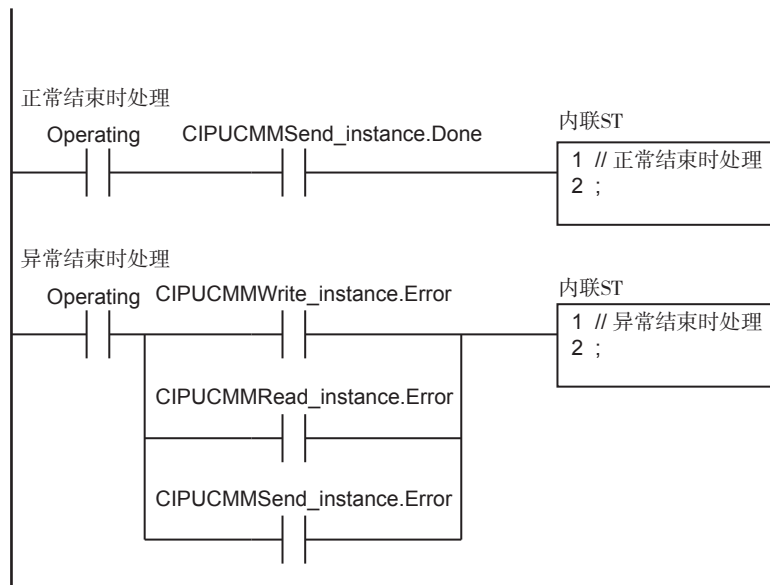 正常结束时处理
Operating CIPUCMMSend_instance.Done
内联ST
1 // 正常结束时处理
2 ;
异常结束时处理
Operating CIPUCMMWrite_instance.Error
内联ST
1 // 异常结束时处理
2 ;
CIPUCMMRead_instance.Error
CIPUCMMSend_instance.Error